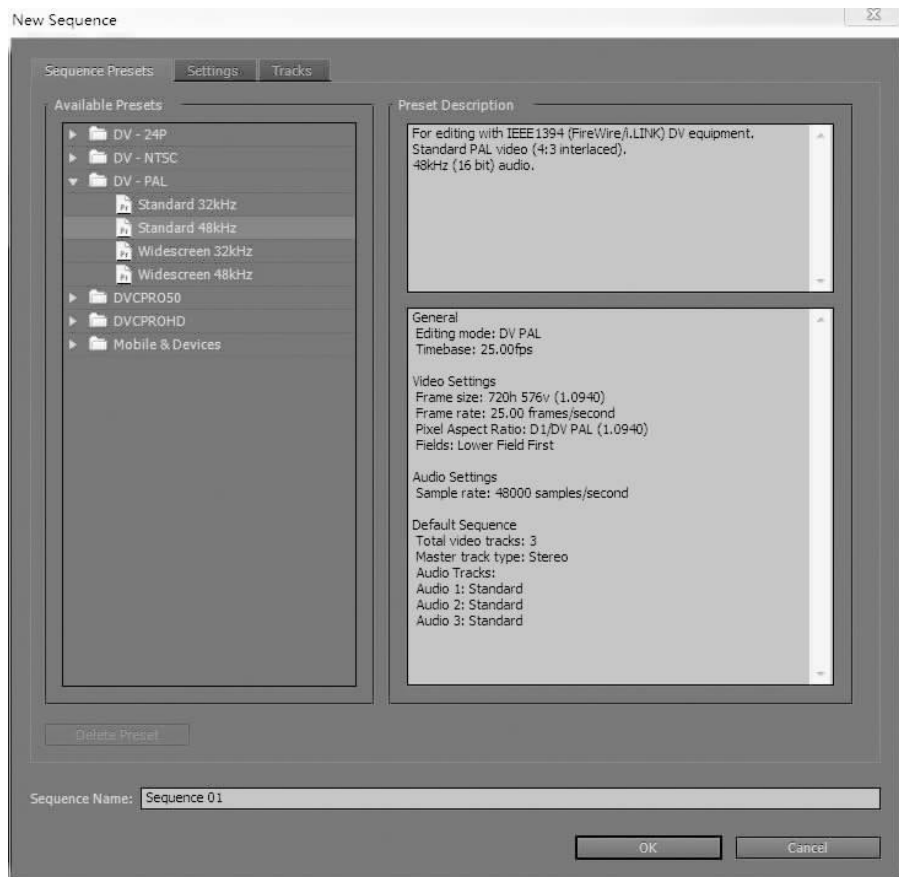 New Sequence
Sequence Presets
Settings
Tracks
Available Presets
DV - 24P
DV - NTSC
DV - PAL
Standard 32kHz
Standard 48kHz
Widescreen 32kHz
Widescreen 48kHz
DVCPRO50
DVCPROHD
Mobile & Devices
Delete Preset
Preset Description
For editing with IEEE1394 (FireWire/i.LINK) DV equipment.
Standard PAL video (4:3 interlaced).
48kHz (16 bit) audio.
General
Editing mode: DV PAL
Timebase: 25.00fps
Video Settings
Frame size: 720h 576v (1.0940)
Frame rate: 25.00 frames/second
Pixel Aspect Ratio: D1/DV PAL (1.0940)
Fields: Lower Field First
Audio Settings
Sample rate: 48000 samples/second
Default Sequence
Total video tracks: 3
Master track type: Stereo
Audio Tracks:
Audio 1: Standard
Audio 2: Standard
Audio 3: Standard
Sequence Name: Sequence 01
OK
Cancel